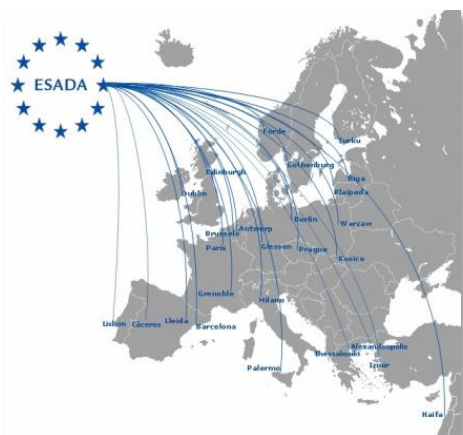 ESADA
Førde
Turku
Gothenburg
Edinburgh
Riga
Klaipeda
Dublin
Berlin
Warzaw
Antwerp
Brussels
Paris
Giessen
Prague
Kosice
Grenoble
Milano
Lisbon
Cáceres
Lleida
Barcelona
Alexandoupolis
Thessaloniki
Izmir
Palermo
Haifa